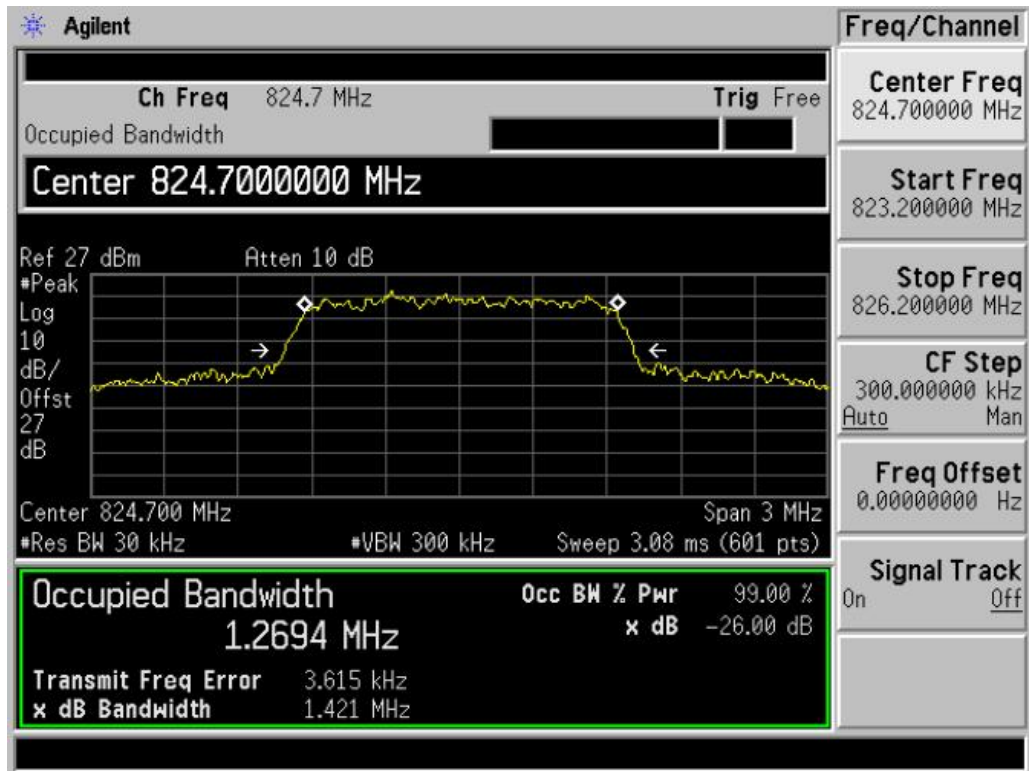 Agilent
Freq/Channel
Ch Freq 824.7 MHz Trig Free
Occupied Bandwidth
Center 824.7000000 MHz
Ref 27 dBm Atten 10 dB
#Peak
Log
10
dB/
Offst
27
dB
Center 824.700 MHz Span 3 MHz
#Res BW 30 kHz #VBW 300 kHz Sweep 3.08 ms (601 pts)
Occupied Bandwidth
1.2694 MHz
Occ BW % Pwr 99.00 %
x dB -26.00 dB
Transmit Freq Error 3.615 kHz
x dB Bandwidth 1.421 MHz
Center Freq
824.700000 MHz
Start Freq
823.200000 MHz
Stop Freq
826.200000 MHz
CF Step
300.000000 kHz
Auto Man
Freq Offset
0.00000000 Hz
Signal Track
On Off